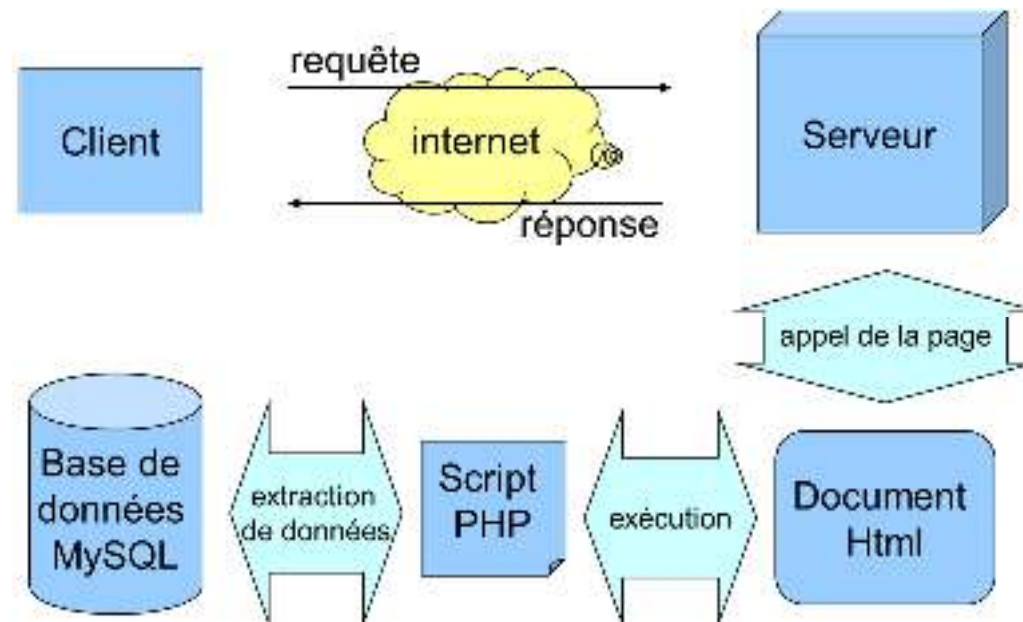 requête
Client
internet
@
Serveur
réponse
appel de la page
Base de
données
MySQL
extraction
de données
Script
PHP
exécution
Document
Html